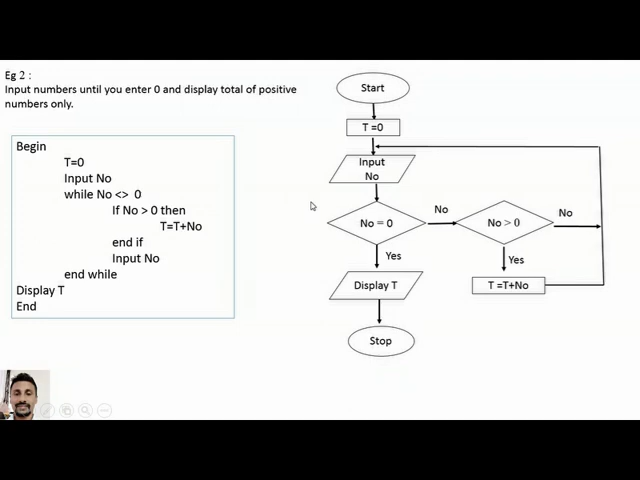 Eg 2 :
Input numbers until you enter 0 and display total of positive
numbers only.
Begin
T=0
Input No
while No <> 0
If No > 0 then
T=T+No
end if
Input No
end while
Display T
End
Start
T =0
Input
No
No = 0
No
No > 0
No
Yes
Yes
Display T
T =T+No
Stop